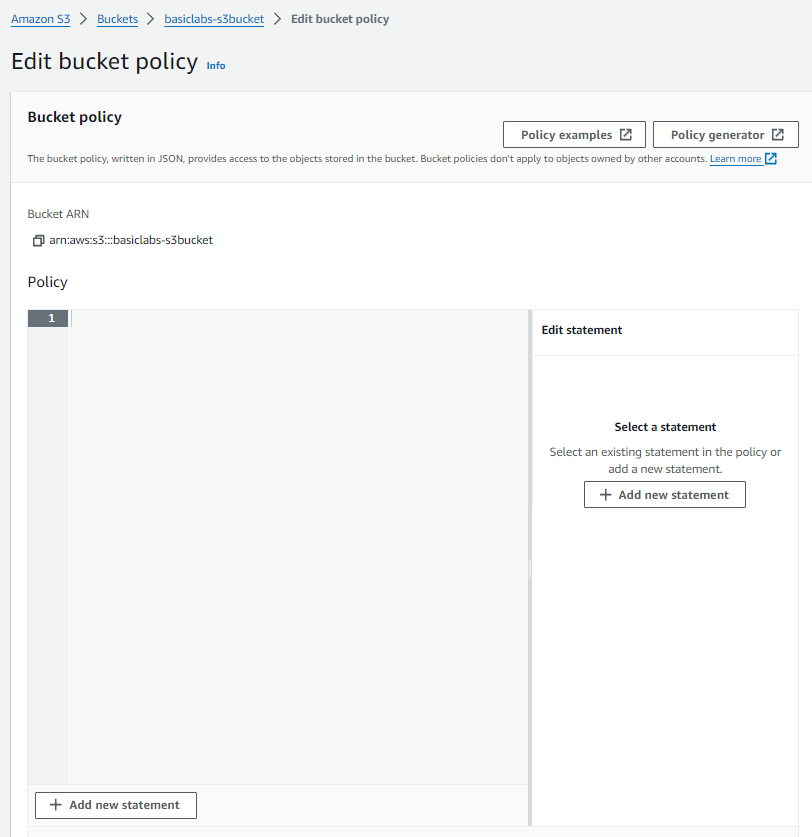 Amazon S3 > Buckets > basiclabs-s3bucket > Edit bucket policy
Edit bucket policy Info
Bucket policy
Policy examples
Policy generator
The bucket policy, written in JSON, provides access to the objects stored in the bucket. Bucket policies don't apply to objects owned by other accounts. Learn more
Bucket ARN
arn:aws:s3:::basiclabs-s3bucket
Policy
1
Edit statement
Select a statement
Select an existing statement in the policy or
add a new statement.
+ Add new statement
+ Add new statement